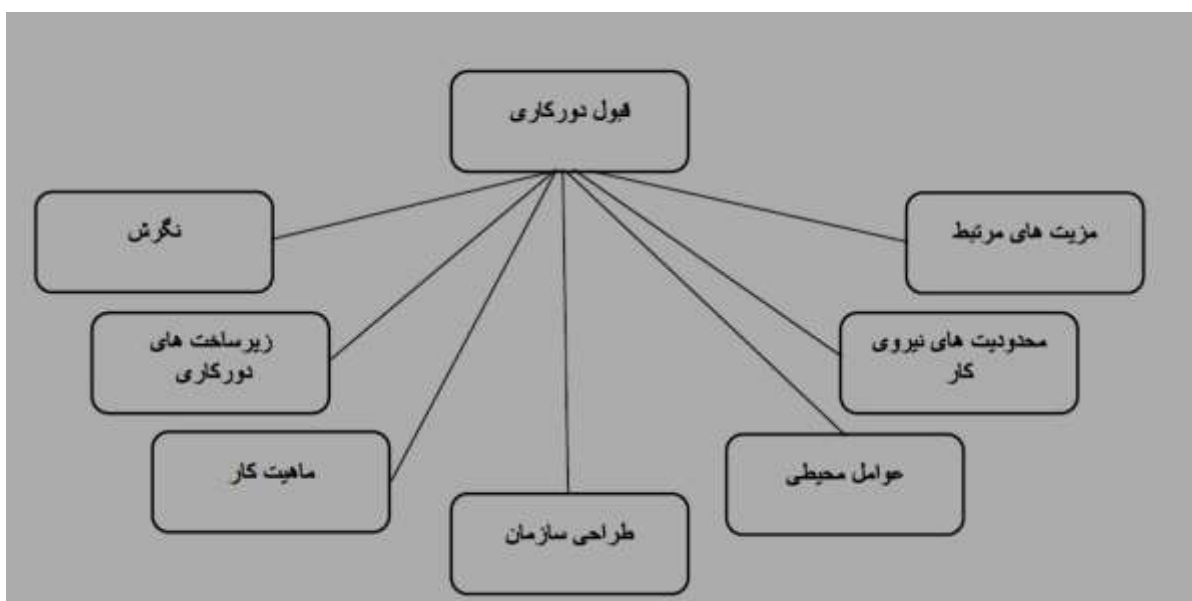 قبول دورکاری
مزیت های مرتبط
نگرش
محدودیت های نیروی
کار
زیرساخت های
دورکاری
عوامل محیطی
ماهیت کار
طراحی سازمان